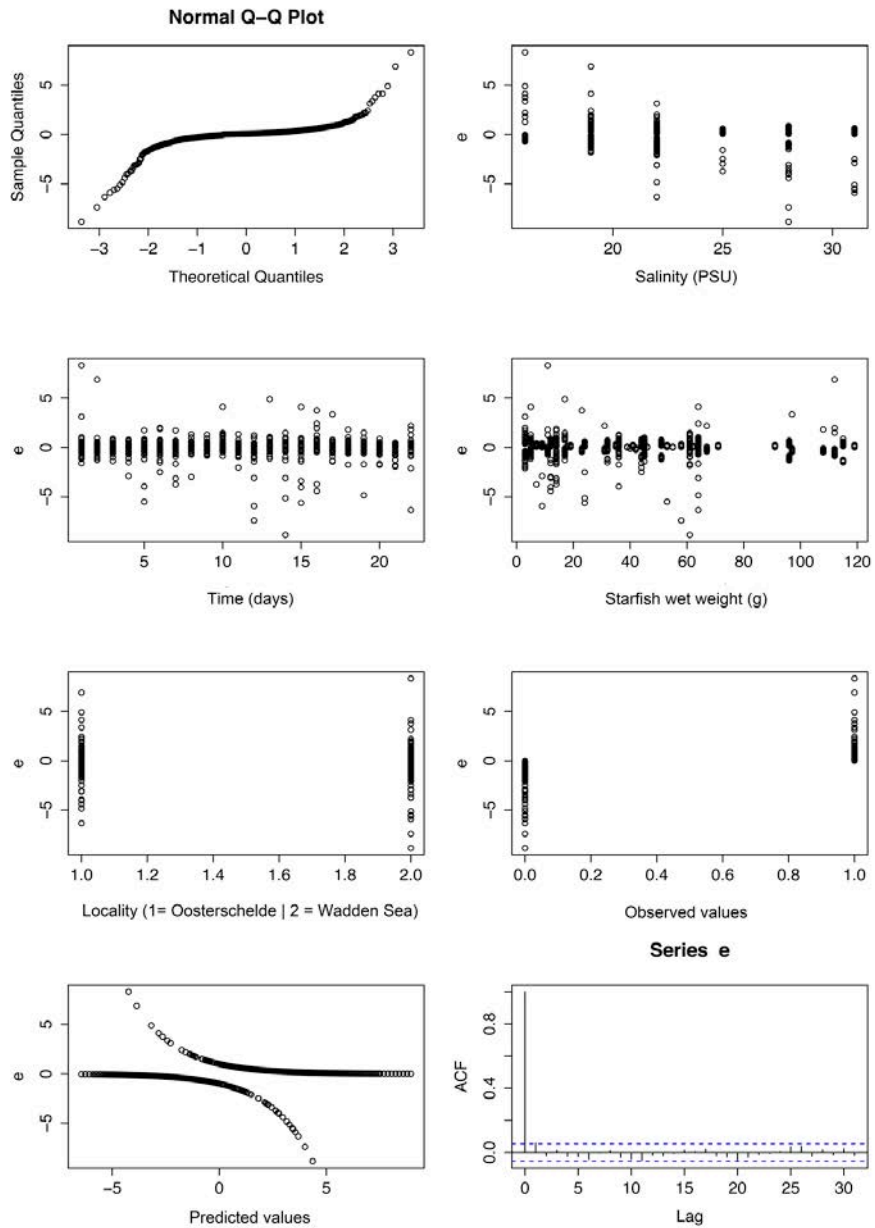 Normal Q–Q Plot
Sample Quantiles
5
0
−5
−3 −2 −1 0 1 2 3
Theoretical Quantiles
e
5
0
−5
20 25 30
Salinity (PSU)
e
5
0
−5
5 10 15 20
Time (days)
e
5
0
−5
0 20 40 60 80 100 120
Starfish wet weight (g)
e
5
0
−5
1.0 1.2 1.4 1.6 1.8 2.0
Locality (1= Oosterschelde | 2 = Wadden Sea)
e
5
0
−5
0.0 0.2 0.4 0.6 0.8 1.0
Observed values
e
5
0
−5
−5 0 5
Predicted values
Series e
ACF
0.8
0.4
0.0
0 5 10 15 20 25 30
Lag